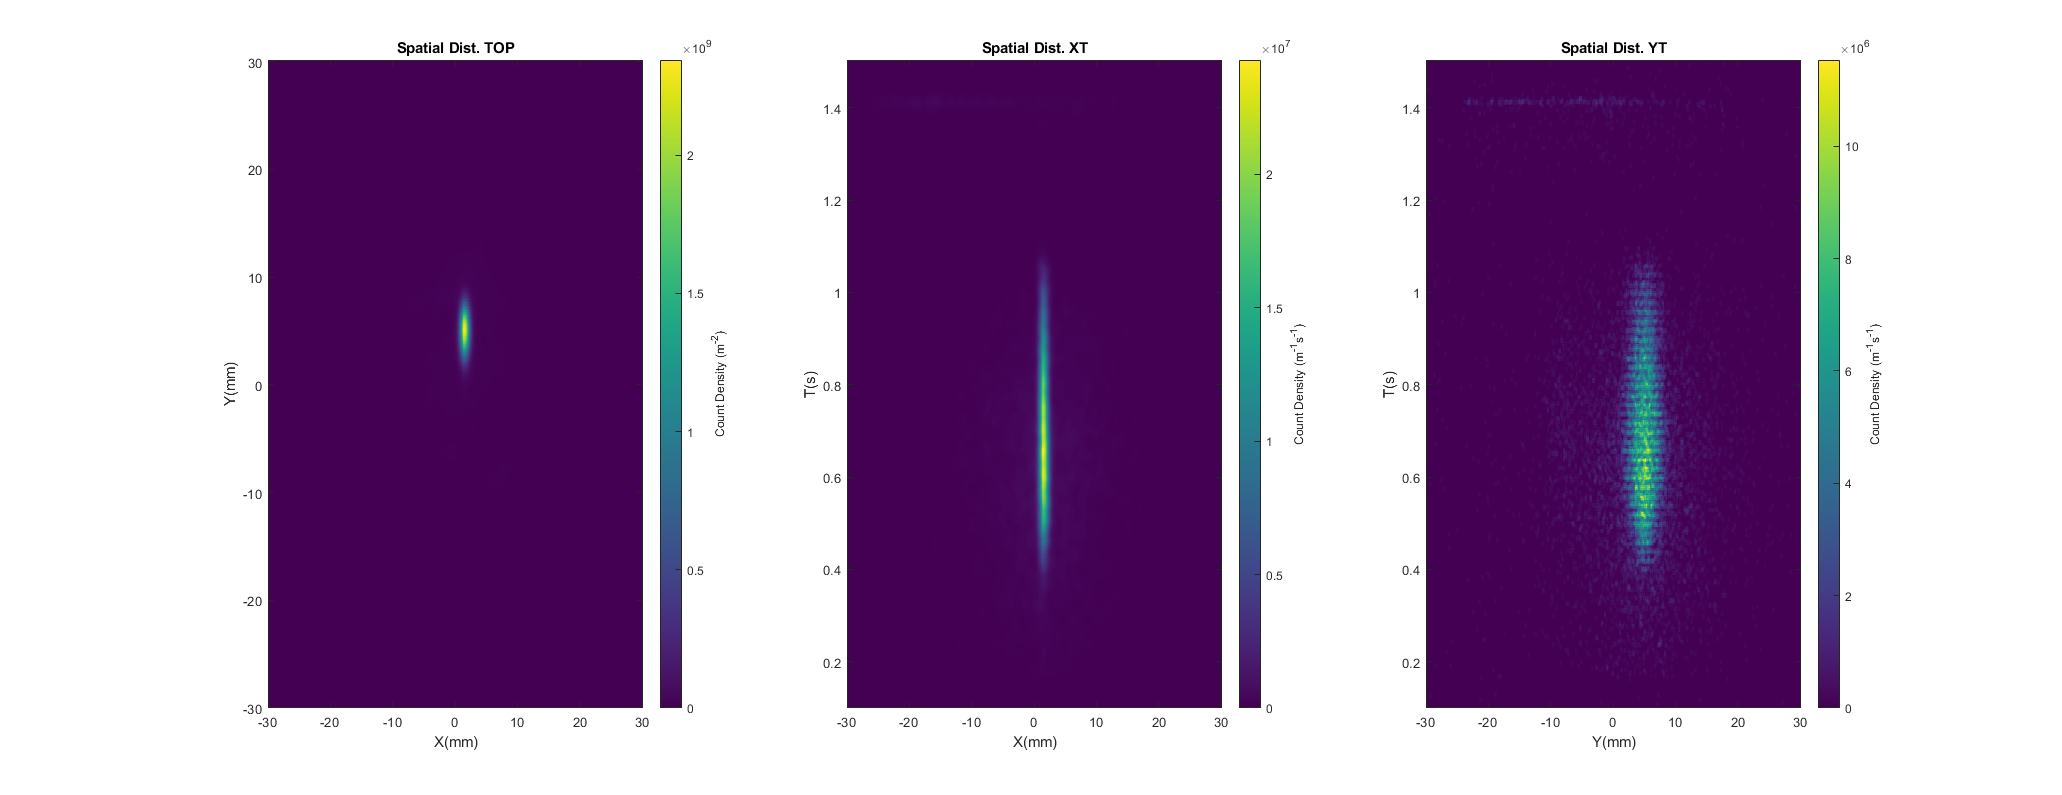 Spatial Dist. TOP
×10^9
30
20
10
0
-10
-20
-30
Y(mm)
-30 -20 -10 0 10 20 30
X(mm)
2
1.5
1
0.5
0
Count Density (m^-2)
Spatial Dist. XT
×10^7
1.4
1.2
1
0.8
0.6
0.4
0.2
T(s)
-30 -20 -10 0 10 20 30
X(mm)
2
1.5
1
0.5
0
Count Density (m^-1s^-1)
Spatial Dist. YT
×10^6
1.4
1.2
1
0.8
0.6
0.4
0.2
T(s)
-30 -20 -10 0 10 20 30
Y(mm)
10
8
6
4
2
0
Count Density (m^-1s^-1)